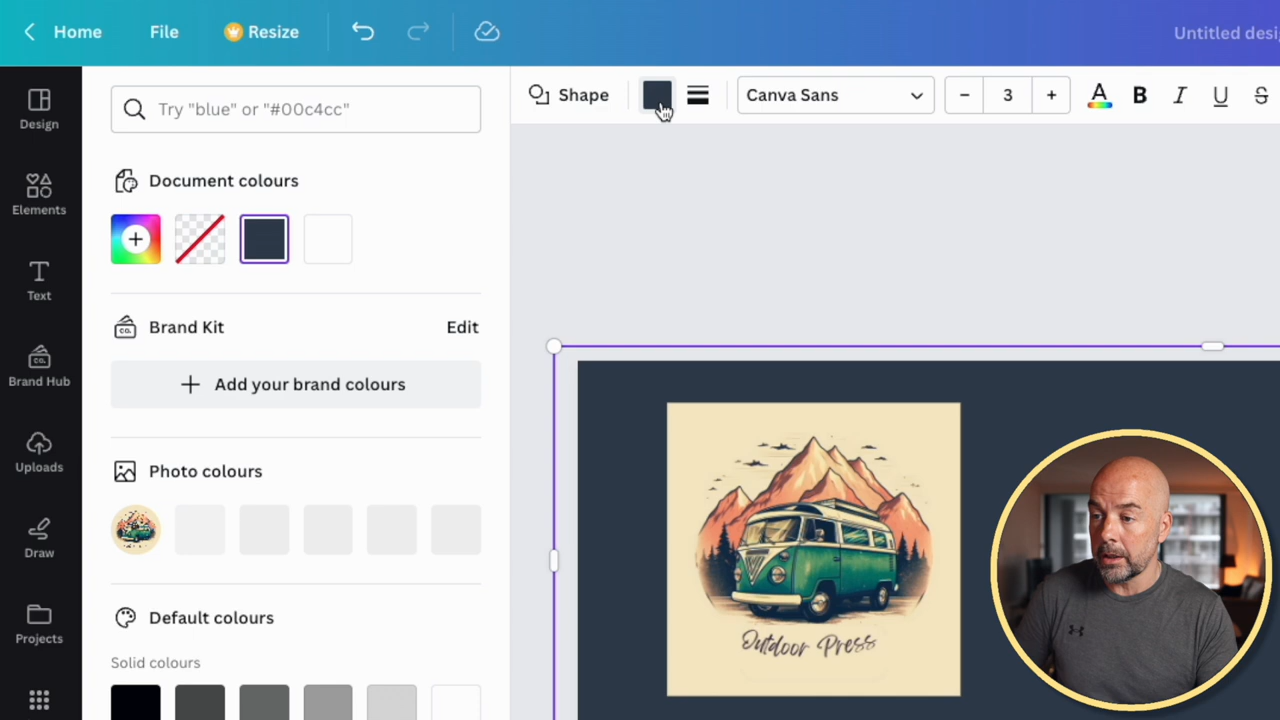 Home File Resize Untitled desi
Design
Elements
Text
Brand Hub
CO.
Uploads
Draw
Projects
Try "blue" or "#00c4cc"
Document colours
Brand Kit Edit
CO.
Add your brand colours
Photo colours
Default colours
Solid colours
Shape Canva Sans 3 A B I U S
Outdoor Press